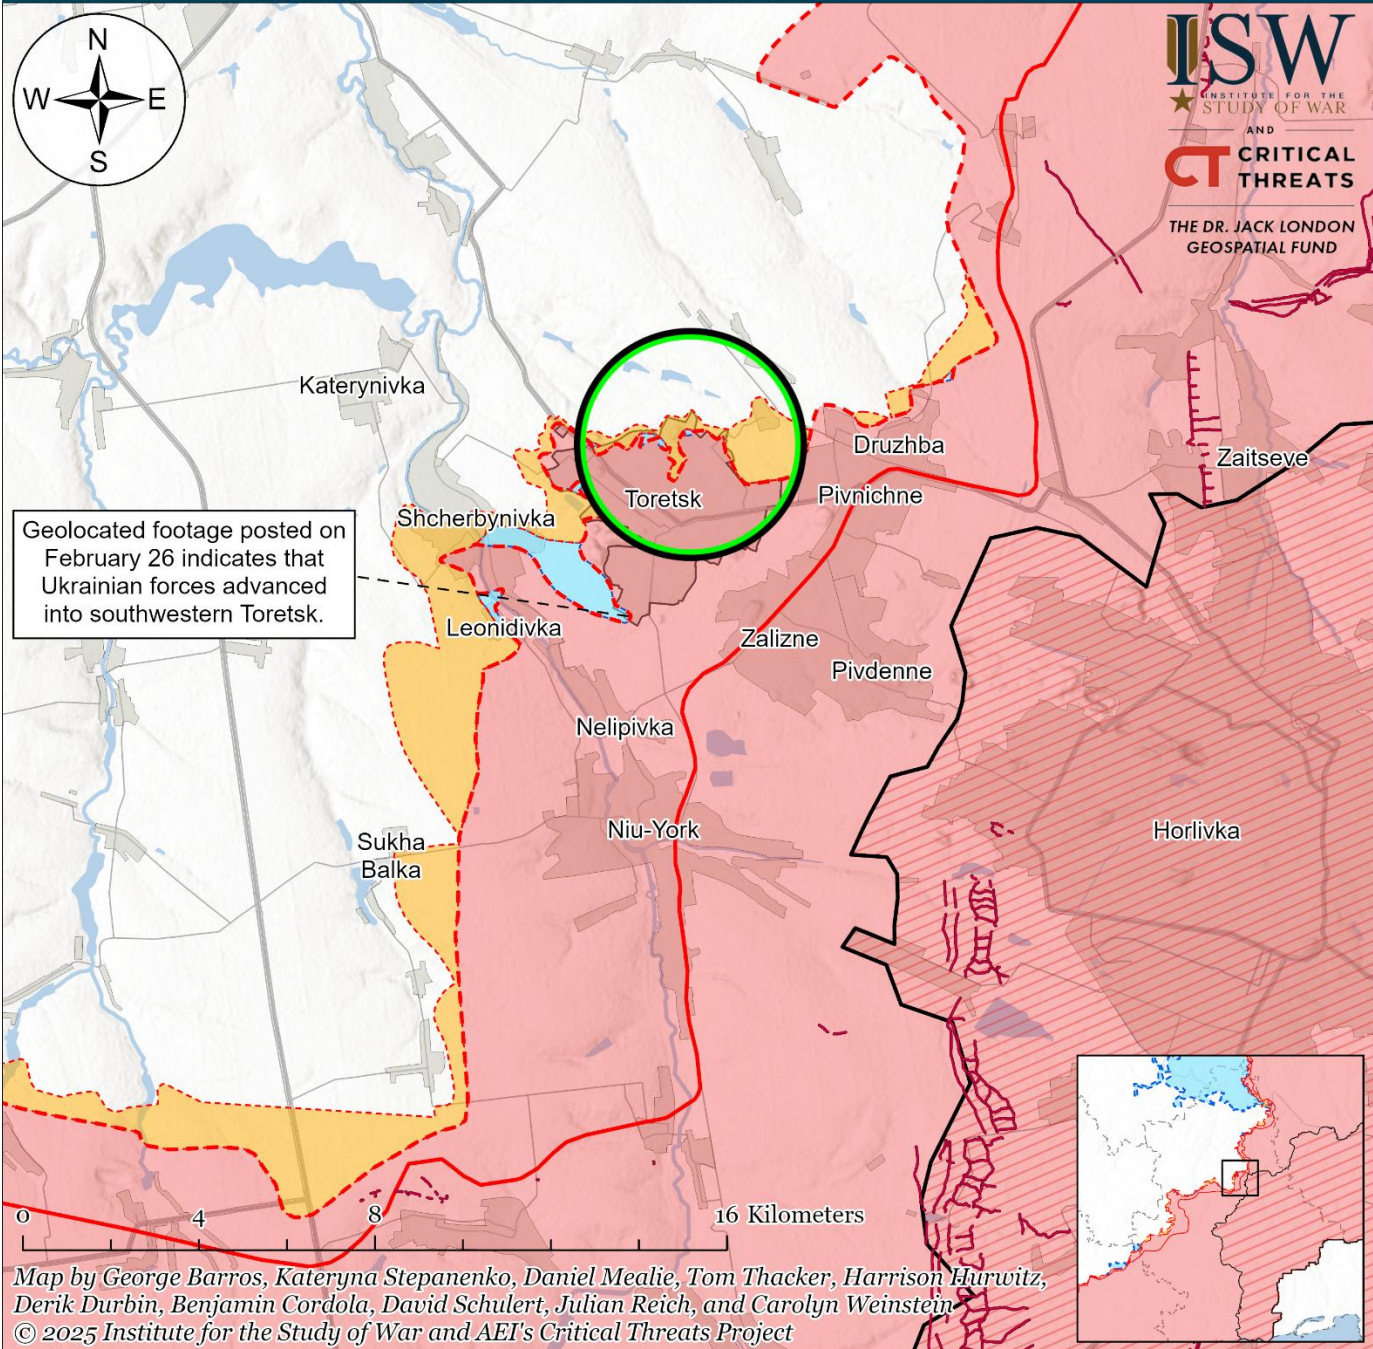 N
W
E
S
ISW
INSTITUTE FOR THE
STUDY OF WAR
AND
CT CRITICAL
THREATS
THE DR. JACK LONDON
GEOSPATIAL FUND
Katerynivka
Druzhba
Zaitseve
Toretsk
Pivnichne
Shcherbynivka
Geolocated footage posted on
February 26 indicates that
Ukrainian forces advanced
into southwestern Toretsk.
Leonidivka
Zalizne
Pivdenne
Nelipivka
Niu-York
Horlivka
Sukha
Balka
0 4 8 16 Kilometers
Map by George Barros, Kateryna Stepanenko, Daniel Mealie, Tom Thacker, Harrison Hurwitz,
Derik Durbin, Benjamin Cordola, David Schulert, Julian Reich, and Carolyn Weinstein
© 2025 Institute for the Study of War and AEI's Critical Threats Project